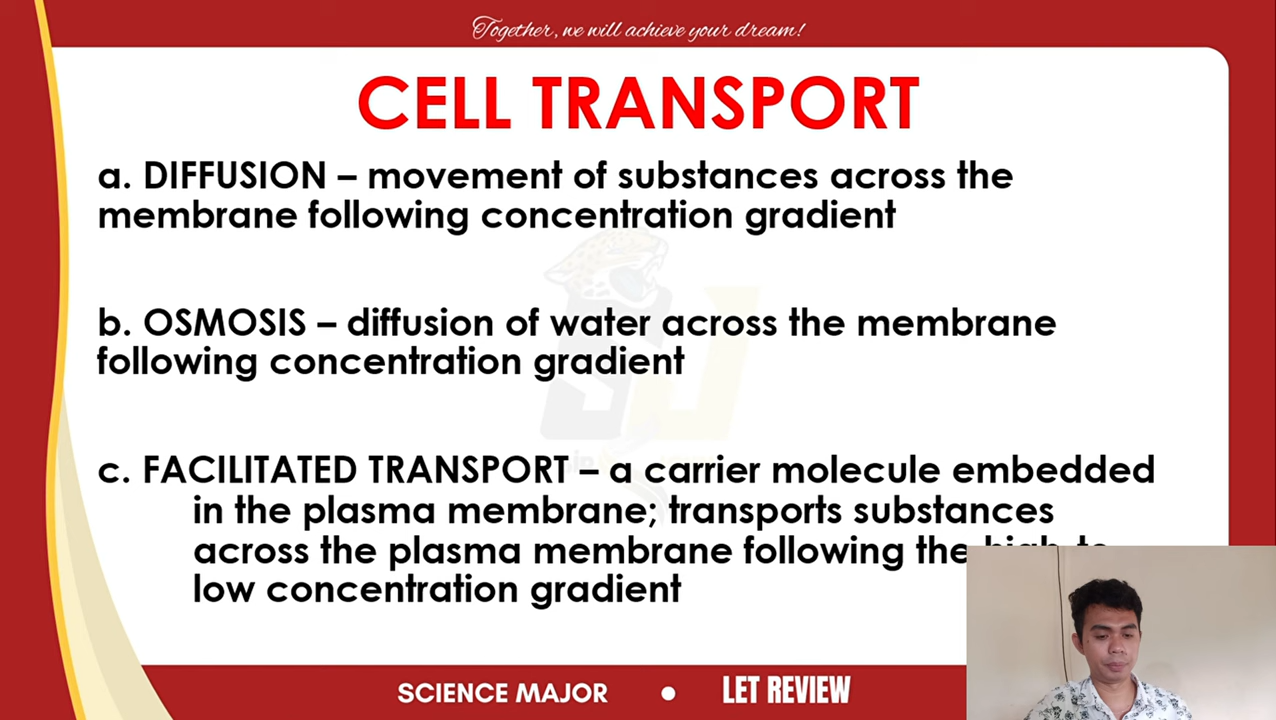 Together, we will achieve your dream!
CELL TRANSPORT
a. DIFFUSION – movement of substances across the
membrane following concentration gradient
b. OSMOSIS – diffusion of water across the membrane
following concentration gradient
c. FACILITATED TRANSPORT – a carrier molecule embedded
in the plasma membrane; transports substances
across the plasma membrane following the high to
low concentration gradient
SCIENCE MAJOR • LET REVIEW